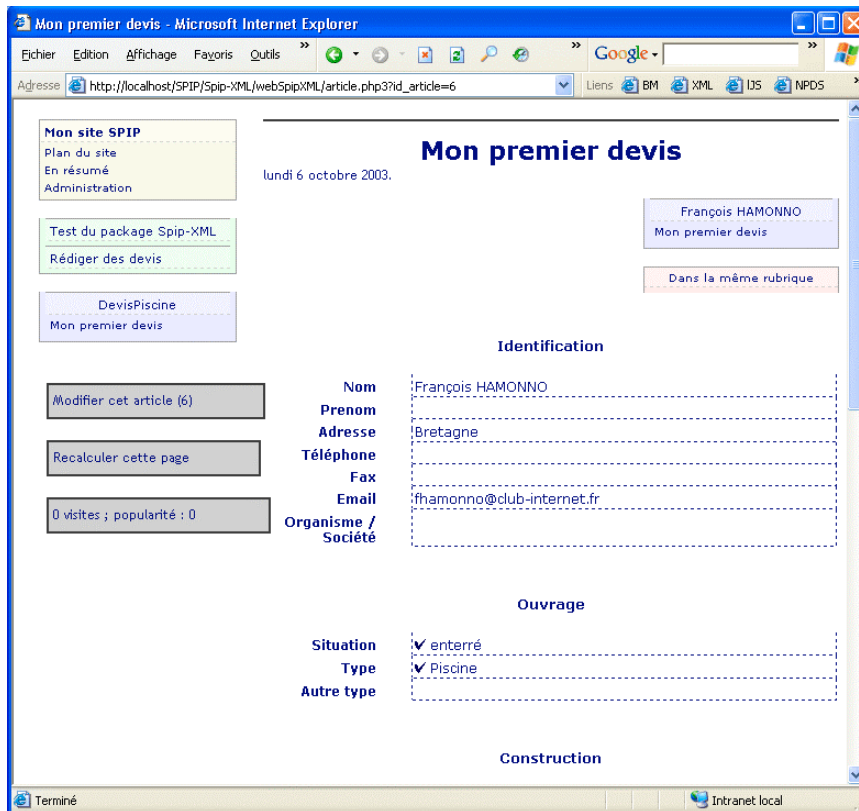 Mon premier devis - Microsoft Internet Explorer
Fichier Edition Affichage Favoris Outils » » Google »
Adresse http://localhost/SPIP/Spip-XML/webSpipXML/article.php3?id_article=6 Liens BM XML IJS NPDS »
Mon site SPIP
Plan du site
En résumé
Administration
Test du package Spip-XML
Rédiger des devis
DevisPiscine
Mon premier devis
Modifier cet article (6)
Recalculer cette page
0 visites ; popularité : 0
Mon premier devis
lundi 6 octobre 2003.
François HAMONNO
Mon premier devis
Dans la même rubrique
Identification
Nom François HAMONNO
Prenom
Adresse Bretagne
Téléphone
Fax
Email fhamonno@club-internet.fr
Organisme /
Société
Ouvrage
Situation ✔ enterré
Type ✔ Piscine
Autre type
Construction
Terminé Intranet local